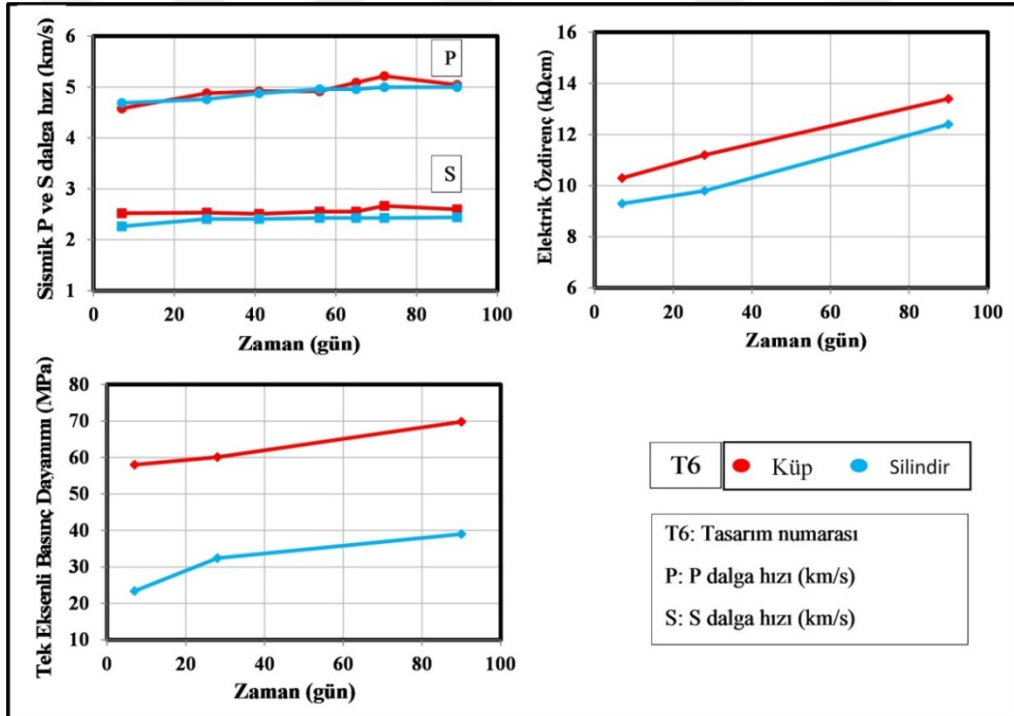 Sismik P ve S dalga hızı (km/s)
6
5
4
3
2
1
P
S
0
20
40
60
80
100
Zaman (gün)
Elektrik Özdirenç (kΩcm)
16
14
12
10
8
6
0
20
40
60
80
100
Zaman (gün)
Tek Eksenli Basınç Dayanımı (MPa)
80
70
60
50
40
30
20
10
0
20
40
60
80
100
Zaman (gün)
T6
Küp
Silindir
T6: Tasarım numarası
P: P dalga hızı (km/s)
S: S dalga hızı (km/s)